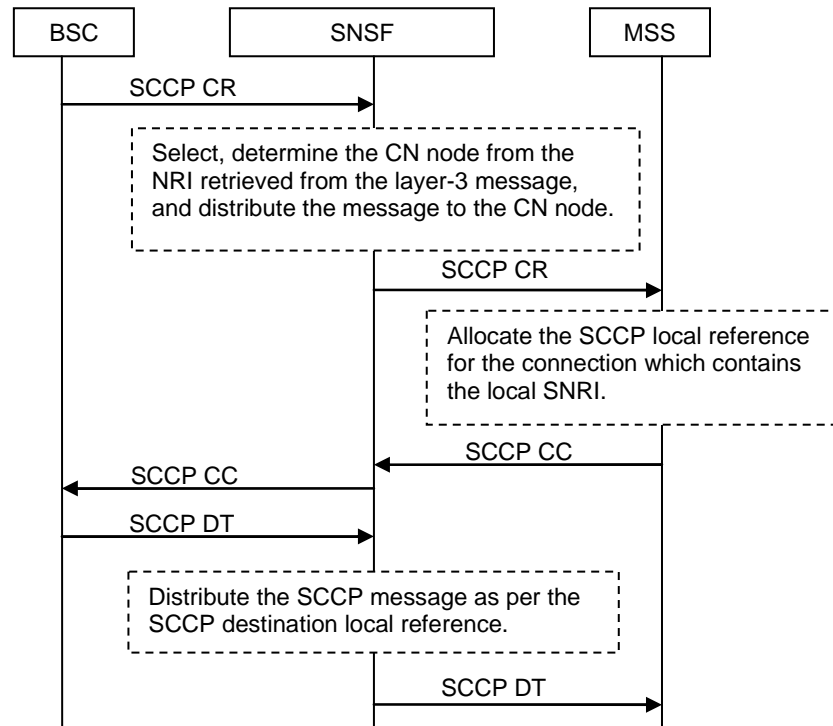 BSC
SNSF
MSS
SCCP CR
Select, determine the CN node from the
NRI retrieved from the layer-3 message,
and distribute the message to the CN node.
SCCP CR
Allocate the SCCP local reference
for the connection which contains
the local SNRI.
SCCP CC
SCCP CC
SCCP DT
Distribute the SCCP message as per the
SCCP destination local reference.
SCCP DT